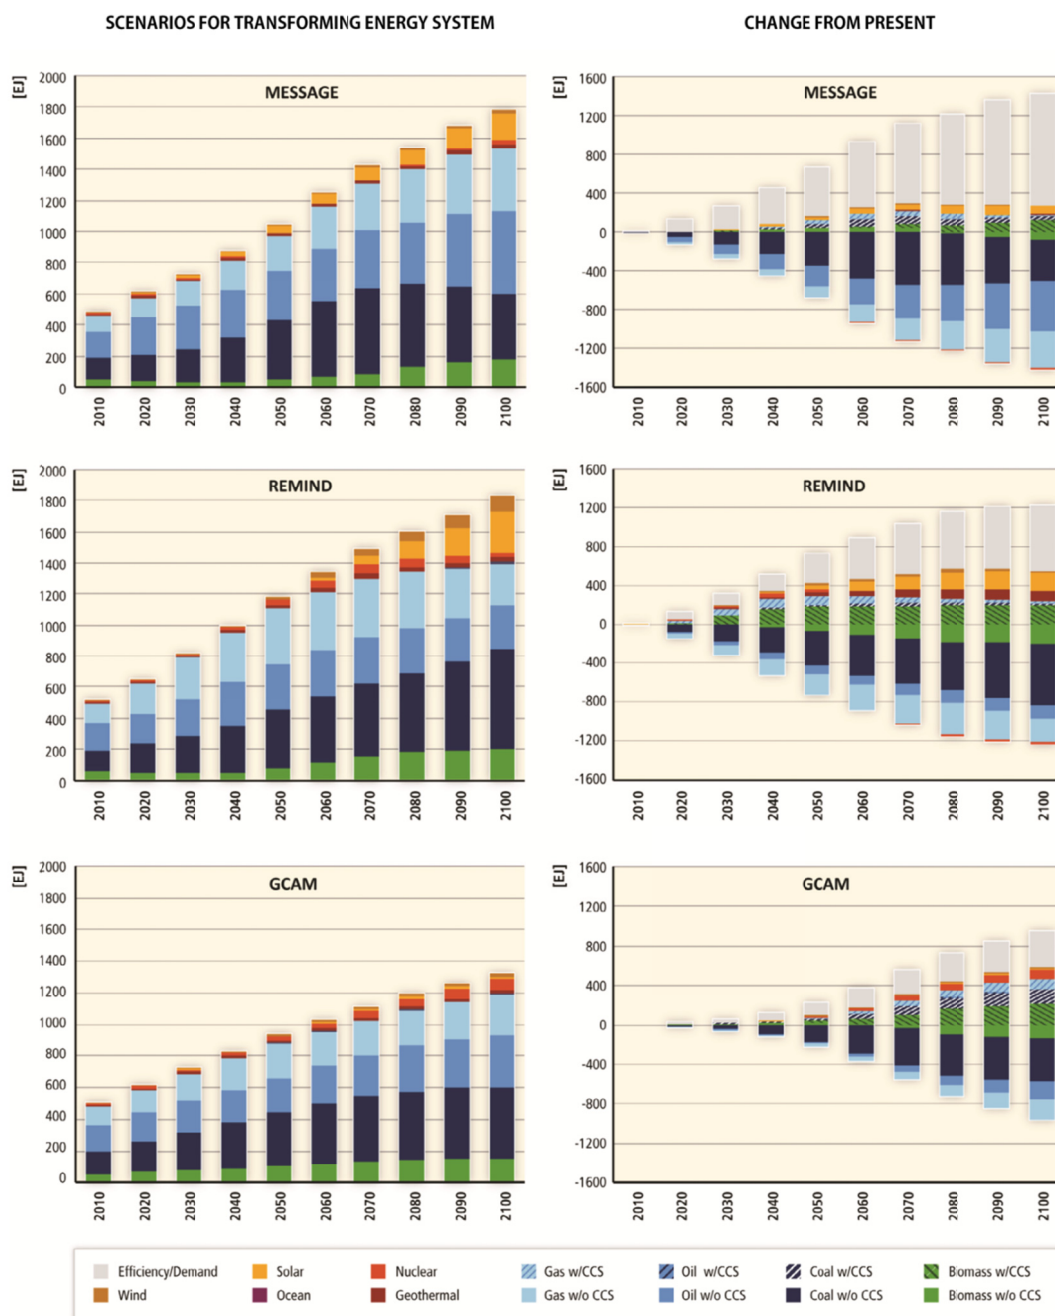 SCENARIOS FOR TRANSFORMING ENERGY SYSTEM
CHANGE FROM PRESENT
[EJ]
MESSAGE
2000
1800
1600
1400
1200
1000
800
600
400
200
0
2010 2020 2030 2040 2050 2060 2070 2080 2090 2100
[EJ]
MESSAGE
1600
1200
800
400
0
-400
-800
-1200
-1600
2010 2020 2030 2040 2050 2060 2070 2080 2090 2100
[EJ]
REMIND
2000
1800
1600
1400
1200
1000
800
600
400
200
0
2010 2020 2030 2040 2050 2060 2070 2080 2090 2100
[EJ]
REMIND
1600
1200
800
400
0
-400
-800
-1200
-1600
2010 2020 2030 2040 2050 2060 2070 2080 2090 2100
[EJ]
GCAM
2000
1800
1600
1400
1200
1000
800
600
400
200
0
2010 2020 2030 2040 2050 2060 2070 2080 2090 2100
[EJ]
GCAM
1600
1200
800
400
0
-400
-800
-1200
-1600
2010 2020 2030 2040 2050 2060 2070 2080 2090 2100
Efficiency/Demand Solar Nuclear Gas w/CCS Oil w/CCS Coal w/CCS Biomass w/CCS
Wind Ocean Geothermal Gas w/o CCS Oil w/o CCS Coal w/o CCS Biomass w/o CCS